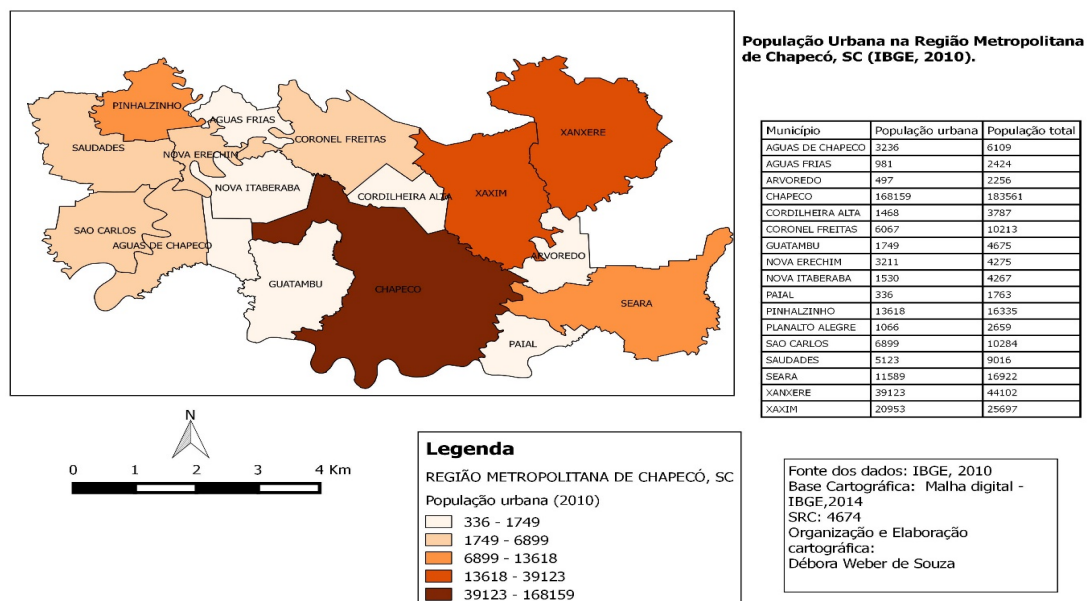 População Urbana na Região Metropolitana
de Chapecó, SC (IBGE, 2010).
PINHALZINHO
AGUAS FRIAS
SAUDADES
NOVA ERECHIM
CORONEL FREITAS
XANXERE
NOVA ITABERABA
CORDILHEIRA ALTA
XAXIM
SAO CARLOS
AGUAS DE CHAPECO
ARVOREDO
GUATAMBU
CHAPECO
SEARA
PAIAL
Município População urbana População total
AGUAS DE CHAPECO 3236 6109
AGUAS FRIAS 981 2424
ARVOREDO 497 2256
CHAPECO 168159 183561
CORDILHEIRA ALTA 1468 3787
CORONEL FREITAS 6067 10213
GUATAMBU 1749 4675
NOVA ERECHIM 3211 4275
NOVA ITABERABA 1530 4267
PAIAL 336 1763
PINHALZINHO 13618 16335
PLANALTO ALEGRE 1066 2659
SAO CARLOS 6899 10284
SAUDADES 5123 9016
SEARA 11589 16922
XANXERE 39123 44102
XAXIM 20953 25697
N
0 1 2 3 4 Km
Legenda
REGIÃO METROPOLITANA DE CHAPECÓ, SC
População urbana (2010)
336 - 1749
1749 - 6899
6899 - 13618
13618 - 39123
39123 - 168159
Fonte dos dados: IBGE, 2010
Base Cartográfica: Malha digital -
IBGE,2014
SRC: 4674
Organização e Elaboração
cartográfica:
Débora Weber de Souza